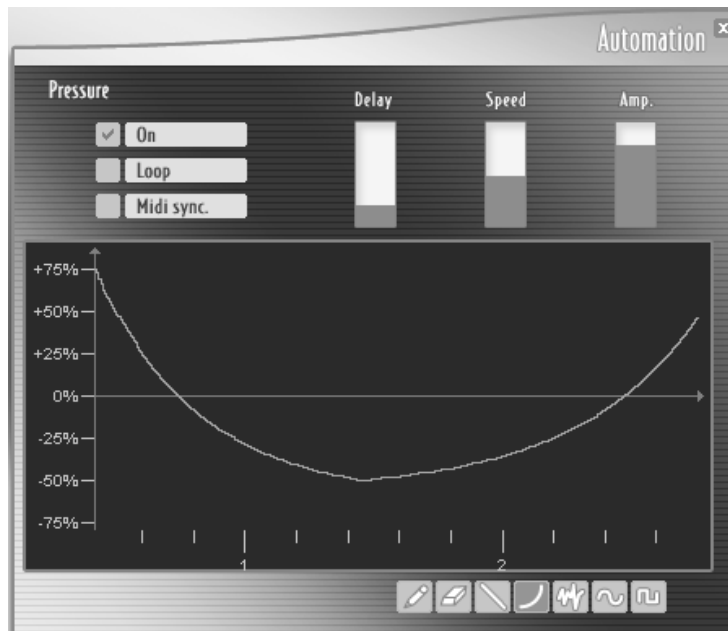 Automation x
Pressure
Delay Speed Amp.
On
Loop
Midi sync.
+75%
+50%
+25%
0%
-25%
-50%
-75%
1 2